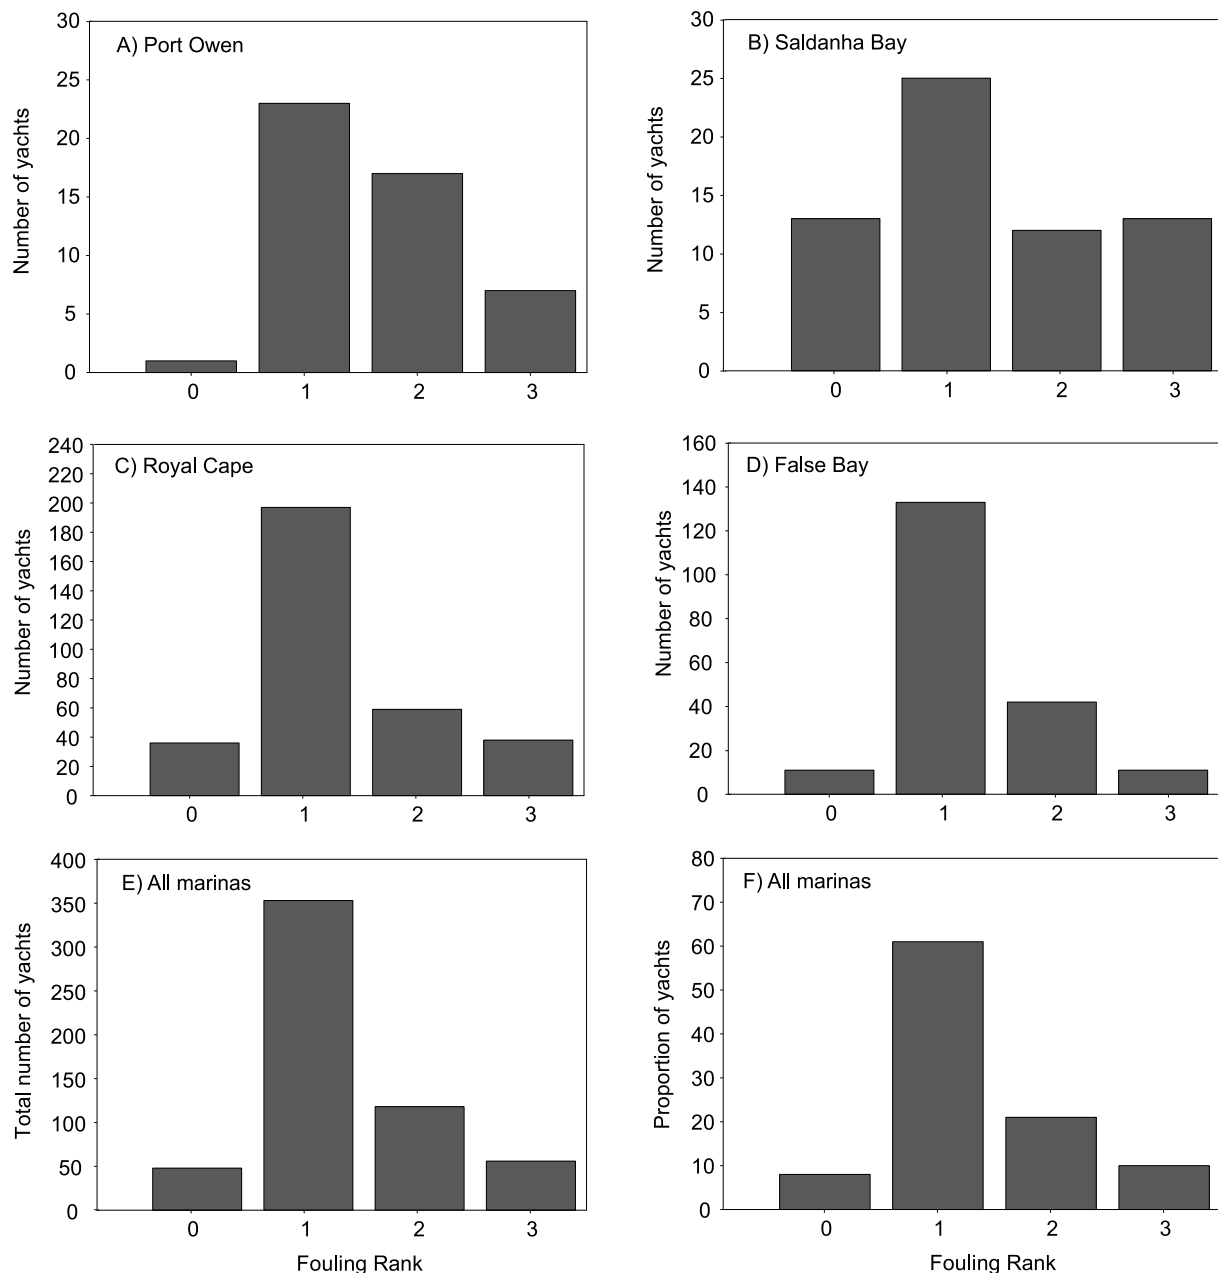 A) Port Owen
Number of yachts
30
25
20
15
10
5
0
0 1 2 3
B) Saldanha Bay
Number of yachts
30
25
20
15
10
5
0
0 1 2 3
C) Royal Cape
Number of yachts
240
220
200
180
160
140
120
100
80
60
40
20
0
0 1 2 3
D) False Bay
Number of yachts
160
140
120
100
80
60
40
20
0
0 1 2 3
E) All marinas
Total number of yachts
400
350
300
250
200
150
100
50
0
0 1 2 3
Fouling Rank
F) All marinas
Proportion of yachts
80
70
60
50
40
30
20
10
0
0 1 2 3
Fouling Rank